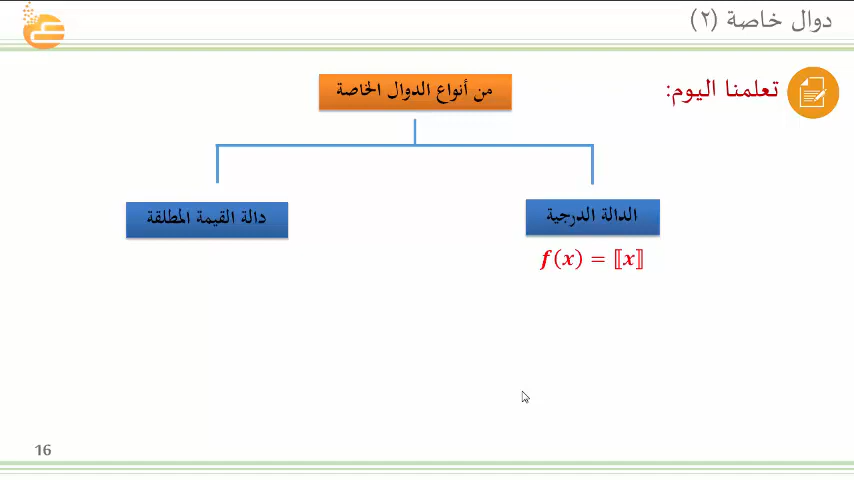 دوال خاصة (٢)
تعلمنا اليوم:
من أنواع الدوال الخاصة
الدالة الدرجية
f(x) = ⟦x⟧
دالة القيمة المطلقة
16